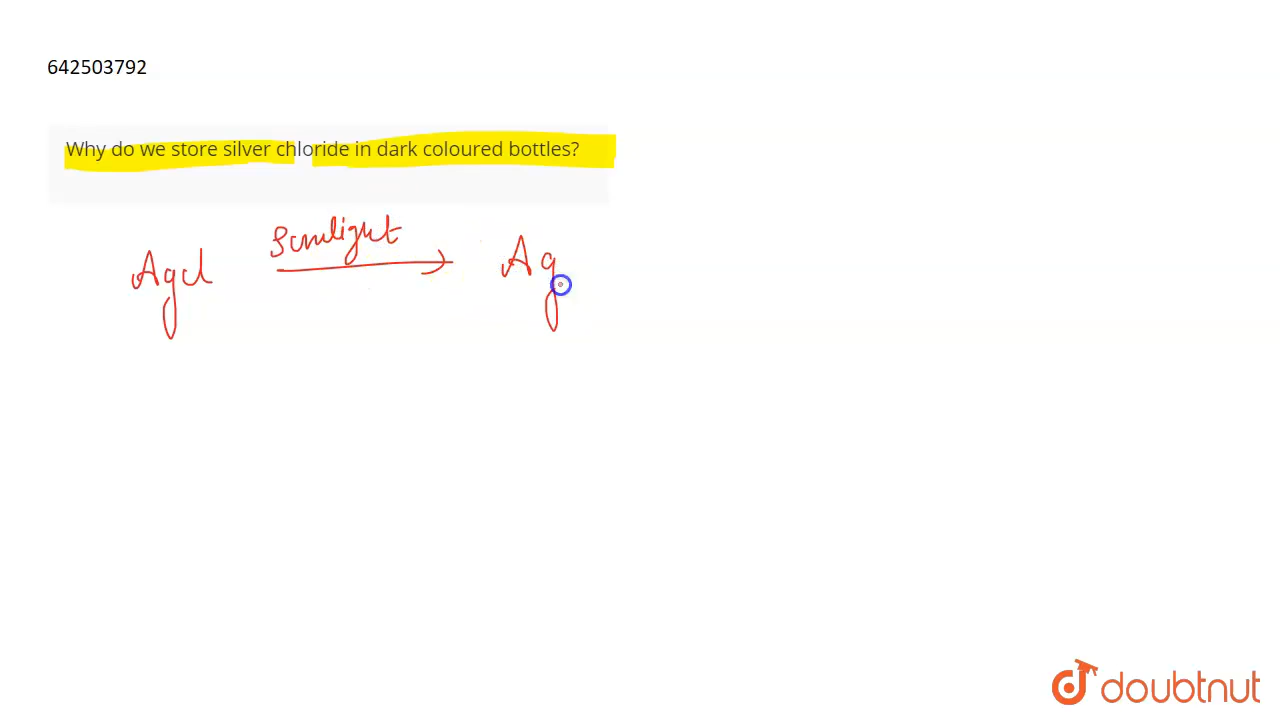 642503792
Why do we store silver chloride in dark coloured bottles?
Sunlight
Agcl → Ag
doubtnut